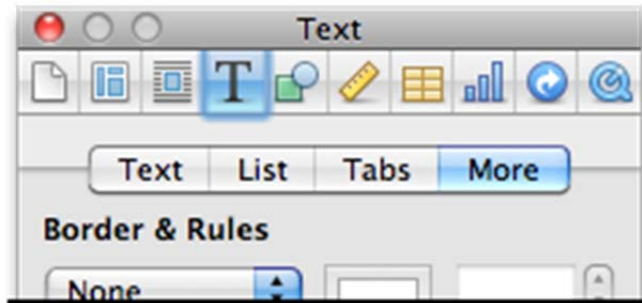 Text
T
Text List Tabs More
Border & Rules
None